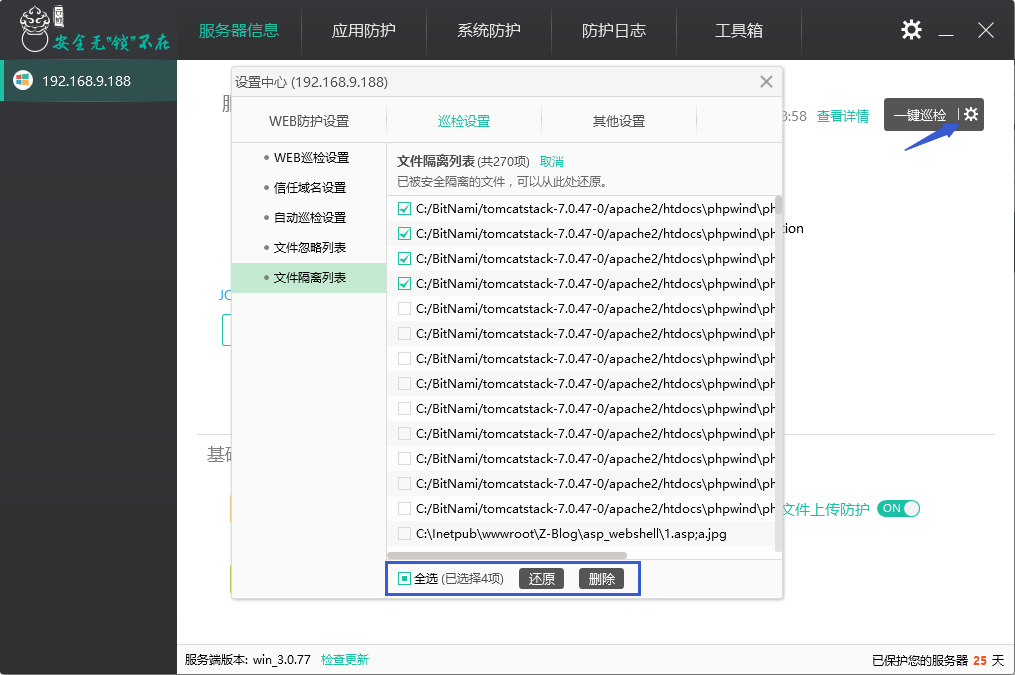 安全无"锁"不在
服务器信息
应用防护
系统防护
防护日志
工具箱
192.168.9.188
设置中心 (192.168.9.188)
3:58
查看详情
一键巡检
WEB防护设置
巡检设置
其他设置
WEB巡检设置
信任域名设置
自动巡检设置
文件忽略列表
文件隔离列表
文件隔离列表 (共270项) 取消
已被安全隔离的文件，可以从此处还原。
C:/BitNami/tomcatstack-7.0.47-0/apache2/htdocs\phpwind\ph
C:/BitNami/tomcatstack-7.0.47-0/apache2/htdocs\phpwind\ph
tion
C:/BitNami/tomcatstack-7.0.47-0/apache2/htdocs\phpwind\ph
C:/BitNami/tomcatstack-7.0.47-0/apache2/htdocs\phpwind\ph
JC
C:/BitNami/tomcatstack-7.0.47-0/apache2/htdocs\phpwind\ph
C:/BitNami/tomcatstack-7.0.47-0/apache2/htdocs\phpwind\ph
C:/BitNami/tomcatstack-7.0.47-0/apache2/htdocs\phpwind\ph
C:/BitNami/tomcatstack-7.0.47-0/apache2/htdocs\phpwind\ph
C:/BitNami/tomcatstack-7.0.47-0/apache2/htdocs\phpwind\ph
C:/BitNami/tomcatstack-7.0.47-0/apache2/htdocs\phpwind\ph
基础
C:/BitNami/tomcatstack-7.0.47-0/apache2/htdocs\phpwind\ph
C:/BitNami/tomcatstack-7.0.47-0/apache2/htdocs\phpwind\ph
C:/BitNami/tomcatstack-7.0.47-0/apache2/htdocs\phpwind\ph
文件上传防护 ON
C:\Inetpub\wwwroot\Z-Blog\asp_webshell\1.asp;a.jpg
全选 (已选择4项) 还原 删除
服务端版本: win_3.0.77 检查更新
已保护您的服务器 25 天